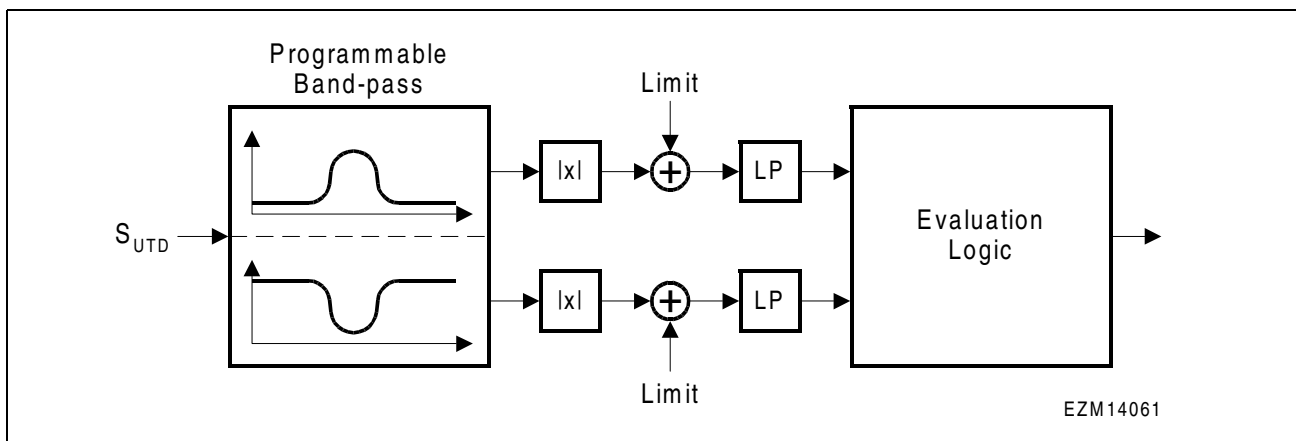 Programmable
Band-pass
Limit
|x|
LP
S_UTD
Evaluation
Logic
|x|
LP
Limit
EZM14061